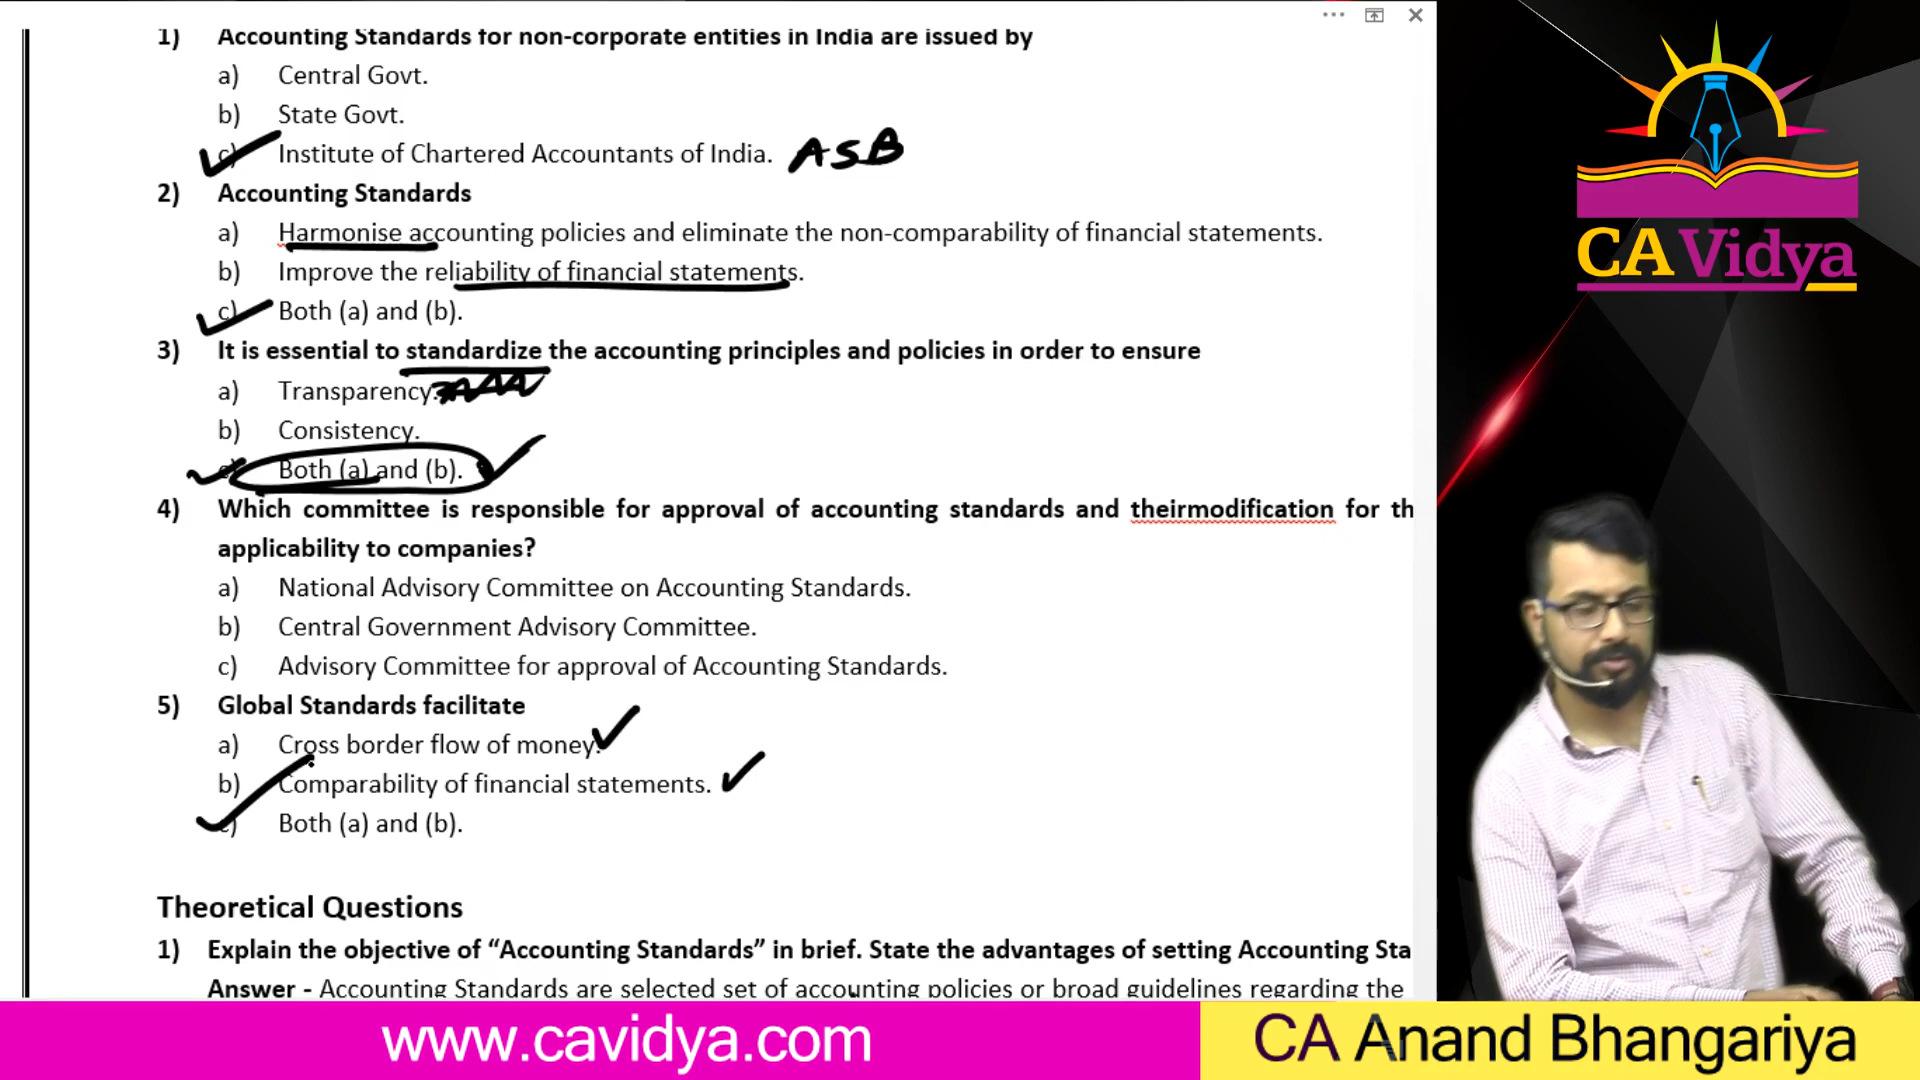 1) Accounting Standards for non-corporate entities in India are issued by
a) Central Govt.
b) State Govt.
c) Institute of Chartered Accountants of India. ASB
2) Accounting Standards
a) Harmonise accounting policies and eliminate the non-comparability of financial statements.
b) Improve the reliability of financial statements.
c) Both (a) and (b).
3) It is essential to standardize the accounting principles and policies in order to ensure
a) Transparency.
b) Consistency.
c) Both (a) and (b).
4) Which committee is responsible for approval of accounting standards and theirmodification for th
applicability to companies?
a) National Advisory Committee on Accounting Standards.
b) Central Government Advisory Committee.
c) Advisory Committee for approval of Accounting Standards.
5) Global Standards facilitate
a) Cross border flow of money.
b) Comparability of financial statements.
c) Both (a) and (b).
Theoretical Questions
1) Explain the objective of “Accounting Standards” in brief. State the advantages of setting Accounting Sta
Answer - Accounting Standards are selected set of accounting policies or broad guidelines regarding the
CA Vidya
www.cavidya.com
CA Anand Bhangariya